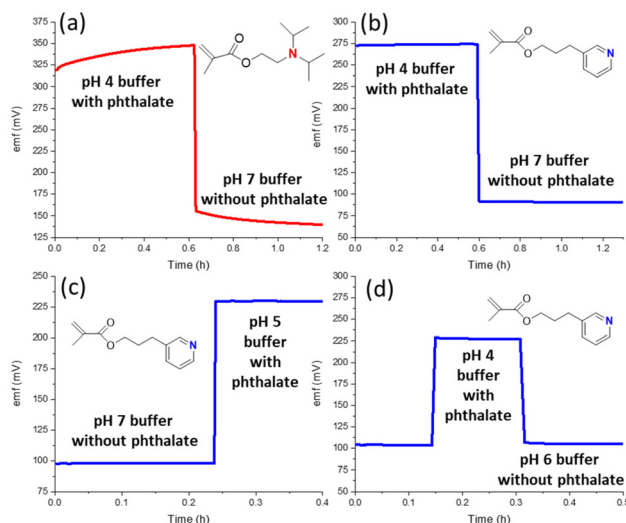 (a)
pH 4 buffer
with phthalate
pH 7 buffer
without phthalate
emf (mV)
375
350
325
300
275
250
225
200
175
150
125
0.0 0.2 0.4 0.6 0.8 1.0 1.2
Time (h)
O
O
N
(b)
pH 4 buffer
with phthalate
pH 7 buffer
without phthalate
emf (mV)
300
275
250
225
200
175
150
125
100
75
50
0.0 0.2 0.4 0.6 0.8 1.0 1.2
Time (h)
O
O
N
(c)
pH 7 buffer
without phthalate
pH 5
buffer
with
phthalate
emf (mV)
250
225
200
175
150
125
100
75
0.0 0.1 0.2 0.3 0.4
Time (h)
O
O
N
(d)
pH 4
buffer
with
phthalate
pH 6 buffer
without phthalate
emf (mV)
300
275
250
225
200
175
150
125
100
75
50
0.0 0.1 0.2 0.3 0.4 0.5
Time (h)
O
O
N